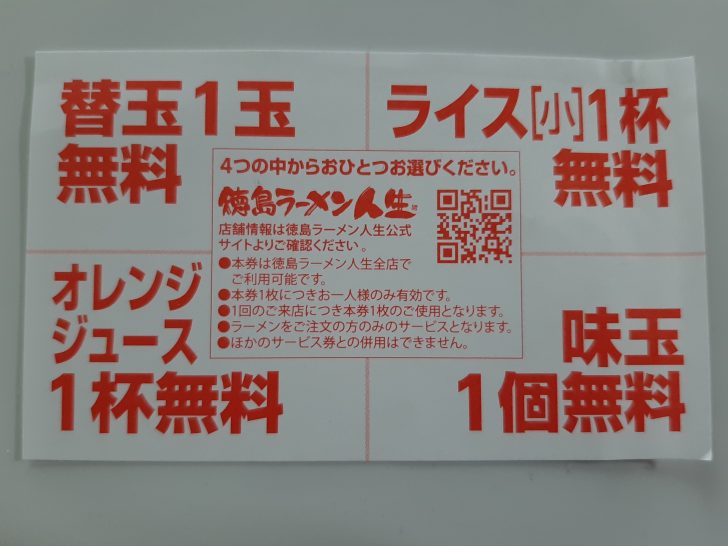 替玉1玉
無料
ライス[小]1杯
無料
4つの中からおひとつお選びください。
徳島ラーメン人生
店舗情報は徳島ラーメン人生公式
サイトよりご確認ください。
●本券は徳島ラーメン人生全店で
ご利用可能です。
●本券1枚につきお一人様のみ有効です。
●1回のご来店につき本券1枚のご使用となります。
●ラーメンをご注文の方のみのサービスとなります。
●ほかのサービス券との併用はできません。
オレンジ
ジュース
1杯無料
味玉
1個無料